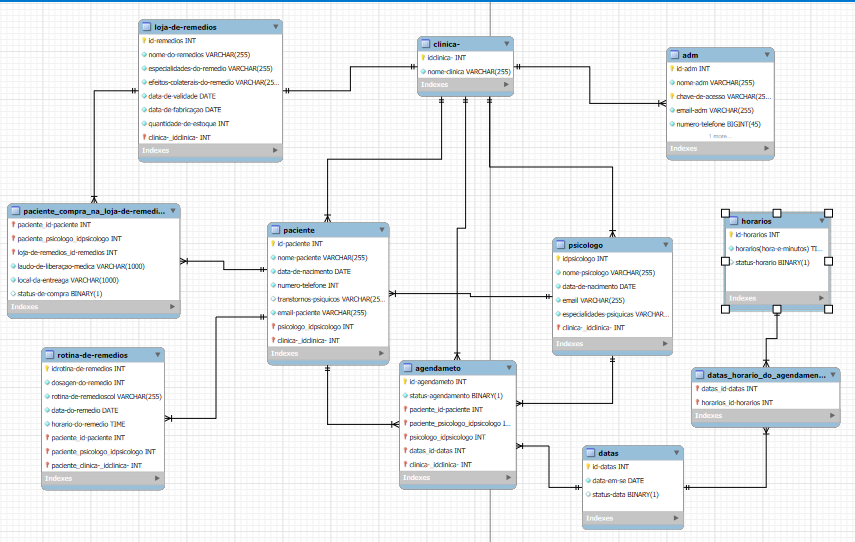 loja-de-remedios
id-remedios INT
nome-do-remedios VARCHAR(255)
especialidades-do-remedio VARCHAR(255)
efeitos-colaterais-do-remedio VARCHAR(25...
data-de-validade DATE
data-de-fabricaçao DATE
quantidade-de-estoque INT
clinica-_idclinica- INT
Indexes
clinica-
idclinica- INT
nome-clinica VARCHAR(255)
Indexes
adm
id-adm INT
nome-adm VARCHAR(255)
chave-de-acesso VARCHAR(25...
email-adm VARCHAR(255)
numero-telefone BIGINT(45)
1 more...
Indexes
paciente_compra_na_loja-de-remedi...
paciente_id-paciente INT
paciente_psicologo_idpsicologo INT
loja-de-remedios_id-remedios INT
laudo-de-liberaçao-medica VARCHAR(1000)
local-da-entreaga VARCHAR(1000)
status-de-compra BINARY(1)
Indexes
paciente
id-paciente INT
nome-paciente VARCHAR(255)
data-de-nacimento DATE
numero-telefone INT
transtornos-psiquicos VARCHAR(25...
email-paciente VARCHAR(255)
psicologo_idpsicologo INT
clinica-_idclinica- INT
Indexes
psicologo
idpsicologo INT
nome-psicologo VARCHAR(255)
data-de-nacimento DATE
email VARCHAR(255)
especialidades-psiquicas VARCHAR...
clinica-_idclinica- INT
Indexes
horarios
id-horarios INT
horarios(hora-e-minutos) TI...
status-horario BINARY(1)
Indexes
rotina-de-remedios
idrotina-de-remedios INT
dosagen-do-remedio INT
rotina-de-remedioscol VARCHAR(255)
data-do-remedio DATE
horario-do-remedio TIME
paciente_id-paciente INT
paciente_psicologo_idpsicologo INT
paciente_clinica-_idclinica- INT
Indexes
agendameto
id-agendameto INT
status-agendamento BINARY(1)
paciente_id-paciente INT
paciente_psicologo_idpsicologo I...
psicologo_idpsicologo INT
datas_id-datas INT
clinica-_idclinica- INT
Indexes
datas_horario_do_agendamen...
datas_id-datas INT
horarios_id-horarios INT
Indexes
datas
id-datas INT
data-em-se DATE
status-data BINARY(1)
Indexes